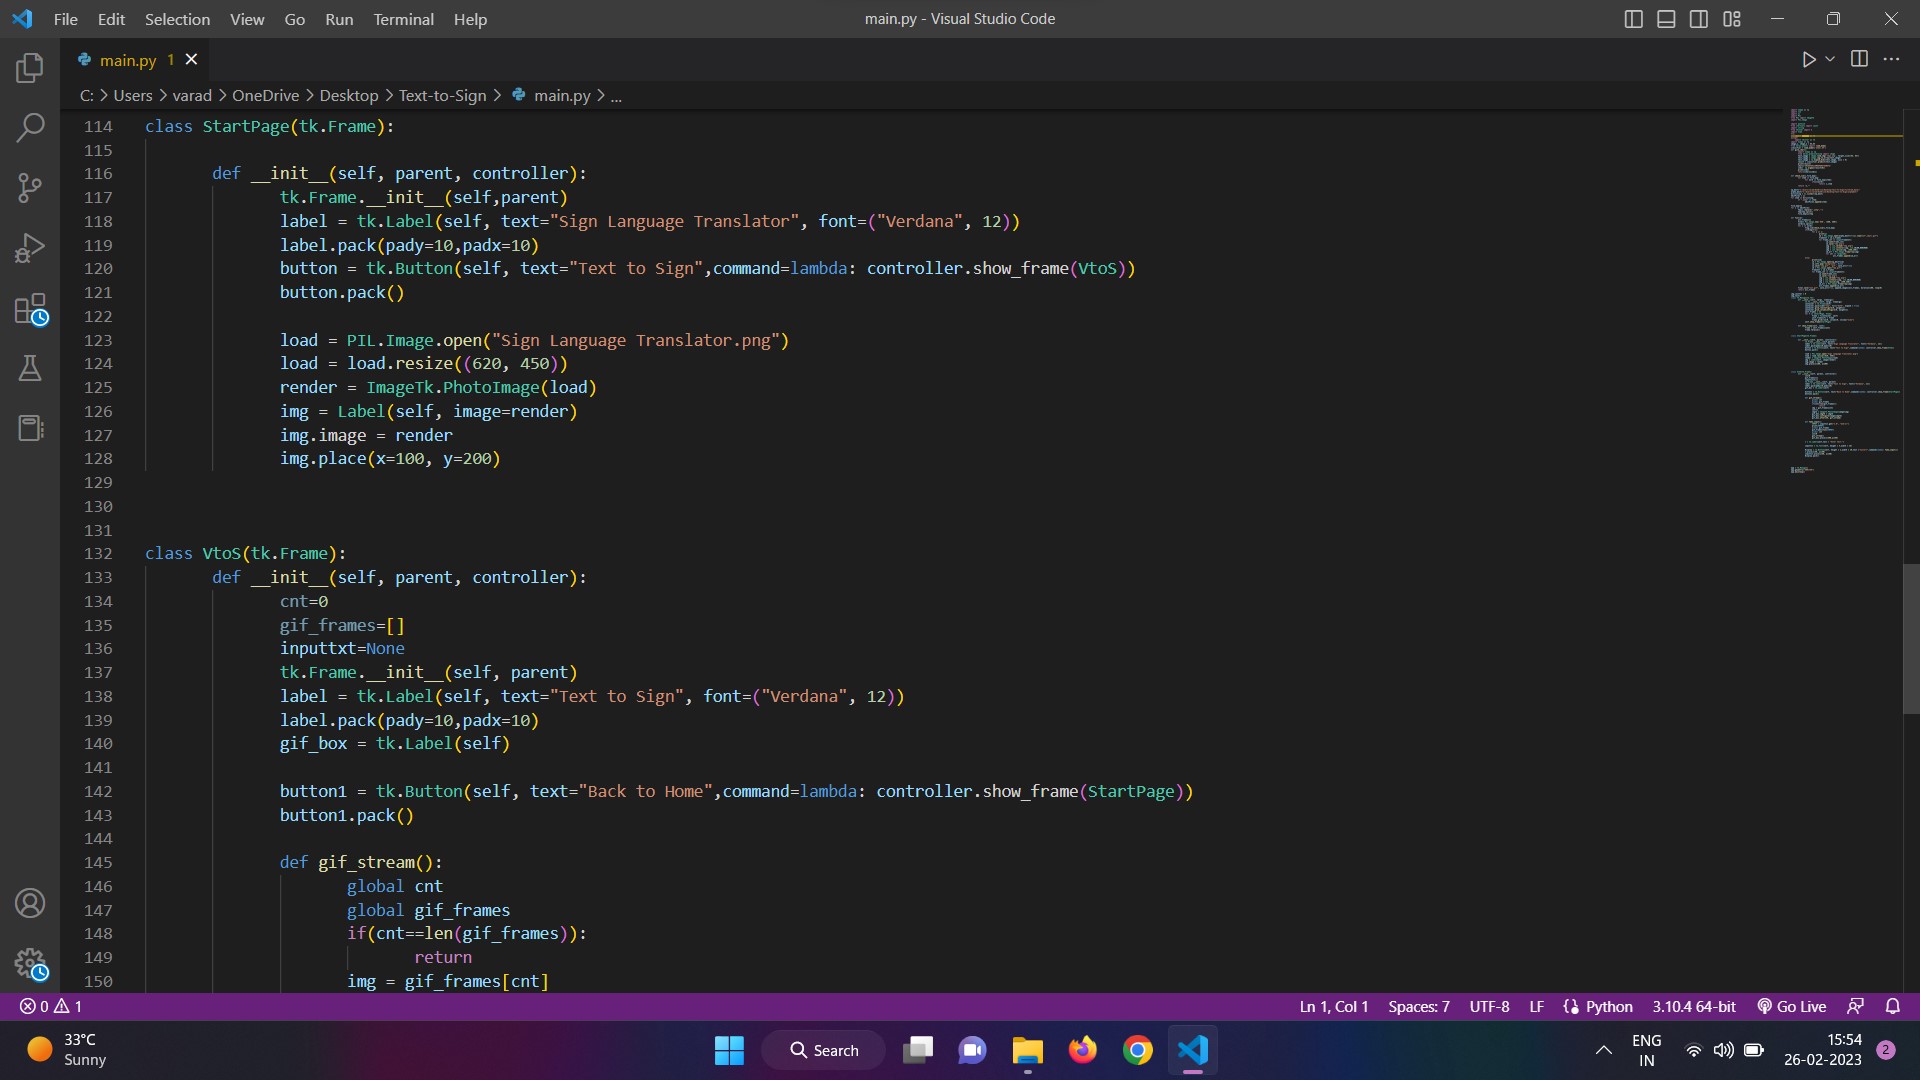 File Edit Selection View Go Run Terminal Help
main.py - Visual Studio Code
main.py 1
C: > Users > varad > OneDrive > Desktop > Text-to-Sign > main.py > ...
114 class StartPage(tk.Frame):
115
116 def __init__(self, parent, controller):
117 tk.Frame.__init__(self,parent)
118 label = tk.Label(self, text="Sign Language Translator", font=("Verdana", 12))
119 label.pack(pady=10,padx=10)
120 button = tk.Button(self, text="Text to Sign",command=lambda: controller.show_frame(VtoS))
121 button.pack()
122
123 load = PIL.Image.open("Sign Language Translator.png")
124 load = load.resize((620, 450))
125 render = ImageTk.PhotoImage(load)
126 img = Label(self, image=render)
127 img.image = render
128 img.place(x=100, y=200)
129
130
131
132 class VtoS(tk.Frame):
133 def __init__(self, parent, controller):
134 cnt=0
135 gif_frames=[]
136 inputtxt=None
137 tk.Frame.__init__(self, parent)
138 label = tk.Label(self, text="Text to Sign", font=("Verdana", 12))
139 label.pack(pady=10,padx=10)
140 gif_box = tk.Label(self)
141
142 button1 = tk.Button(self, text="Back to Home",command=lambda: controller.show_frame(StartPage))
143 button1.pack()
144
145 def gif_stream():
146 global cnt
147 global gif_frames
148 if(cnt==len(gif_frames)):
149 return
150 img = gif_frames[cnt]
0 1
Ln 1, Col 1 Spaces: 7 UTF-8 LF Python 3.10.4 64-bit Go Live
33°C
Sunny
Search
ENG
IN
15:54
26-02-2023
2